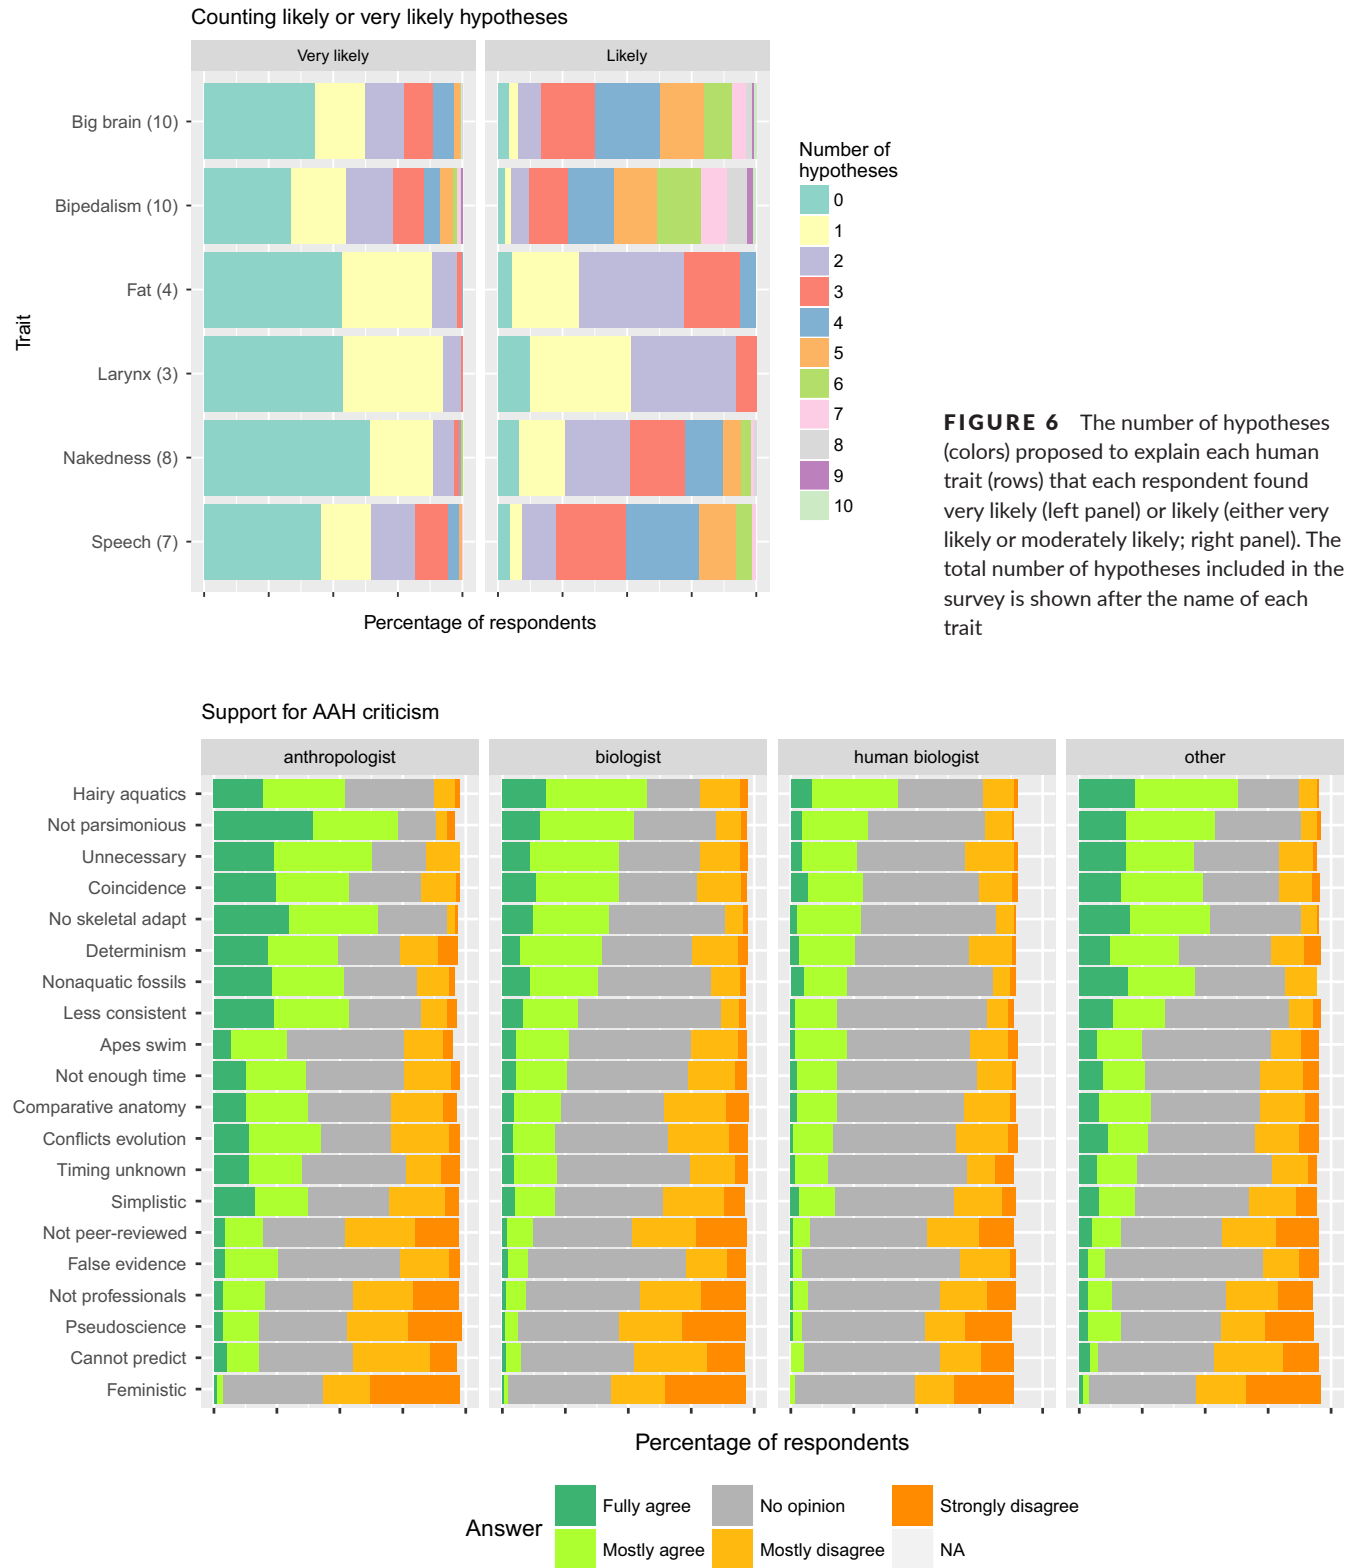 Counting likely or very likely hypotheses
Very likely
Likely
Trait
Big brain (10)
Bipedalism (10)
Fat (4)
Larynx (3)
Nakedness (8)
Speech (7)
Percentage of respondents
Number of
hypotheses
0
1
2
3
4
5
6
7
8
9
10
FIGURE 6 The number of hypotheses
(colors) proposed to explain each human
trait (rows) that each respondent found
very likely (left panel) or likely (either very
likely or moderately likely; right panel). The
total number of hypotheses included in the
survey is shown after the name of each
trait
Support for AAH criticism
anthropologist
biologist
human biologist
other
Hairy aquatics
Not parsimonious
Unnecessary
Coincidence
No skeletal adapt
Determinism
Nonaquatic fossils
Less consistent
Apes swim
Not enough time
Comparative anatomy
Conflicts evolution
Timing unknown
Simplistic
Not peer-reviewed
False evidence
Not professionals
Pseudoscience
Cannot predict
Feministic
Percentage of respondents
Answer
Fully agree
Mostly agree
No opinion
Mostly disagree
Strongly disagree
NA